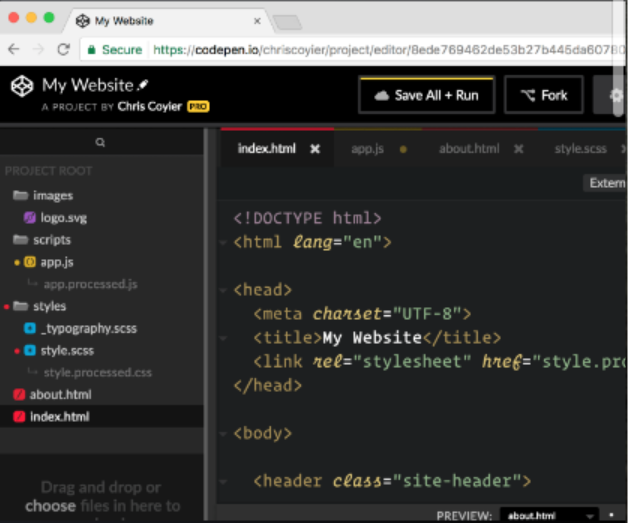 My Website
Secure https://codepen.io/chriscoyier/project/editor/8ede769462de53b27b445da60780
My Website
A PROJECT BY Chris Coyier PRO
Save All + Run
Fork
index.html
app.js
about.html
style.scss
PROJECT ROOT
images
logo.svg
scripts
app.js
app.processed.js
styles
_typography.scss
style.scss
style.processed.css
about.html
index.html
Drag and drop or
choose files in here to
Extern
<!DOCTYPE html>
<html lang="en">
<head>
<meta charset="UTF-8">
<title>My Website</title>
<link rel="stylesheet" href="style.pro
</head>
<body>
<header class="site-header">
PREVIEW: about.html